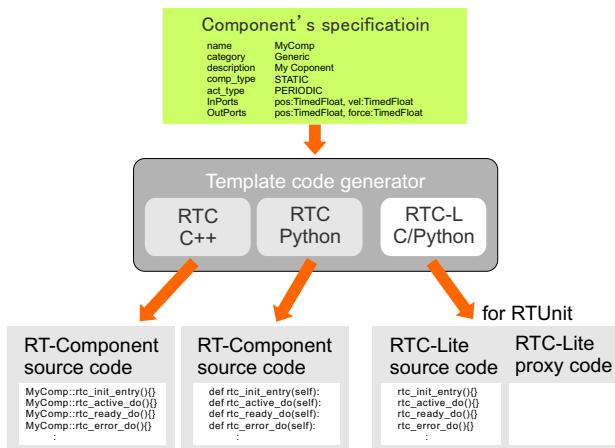 Component's specificatioin
name MyComp
category Generic
description My Coponent
comp_type STATIC
act_type PERIODIC
InPorts pos:TimedFloat, vel:TimedFloat
OutPorts pos:TimedFloat, force:TimedFloat
Template code generator
RTC
C++
RTC
Python
RTC-L
C/Python
for RTUnit
RT-Component
source code
MyComp::rtc_init_entry(){}
MyComp::rtc_active_do(){}
MyComp::rtc_ready_do(){}
MyComp::rtc_error_do(){}
:
RT-Component
source code
def rtc_init_entry(self):
def rtc_active_do(self):
def rtc_ready_do(self):
def rtc_error_do(self):
:
RTC-Lite
source code
rtc_init_entry(){}
rtc_active_do(){}
rtc_ready_do(){}
rtc_error_do(){}
:
RTC-Lite
proxy code